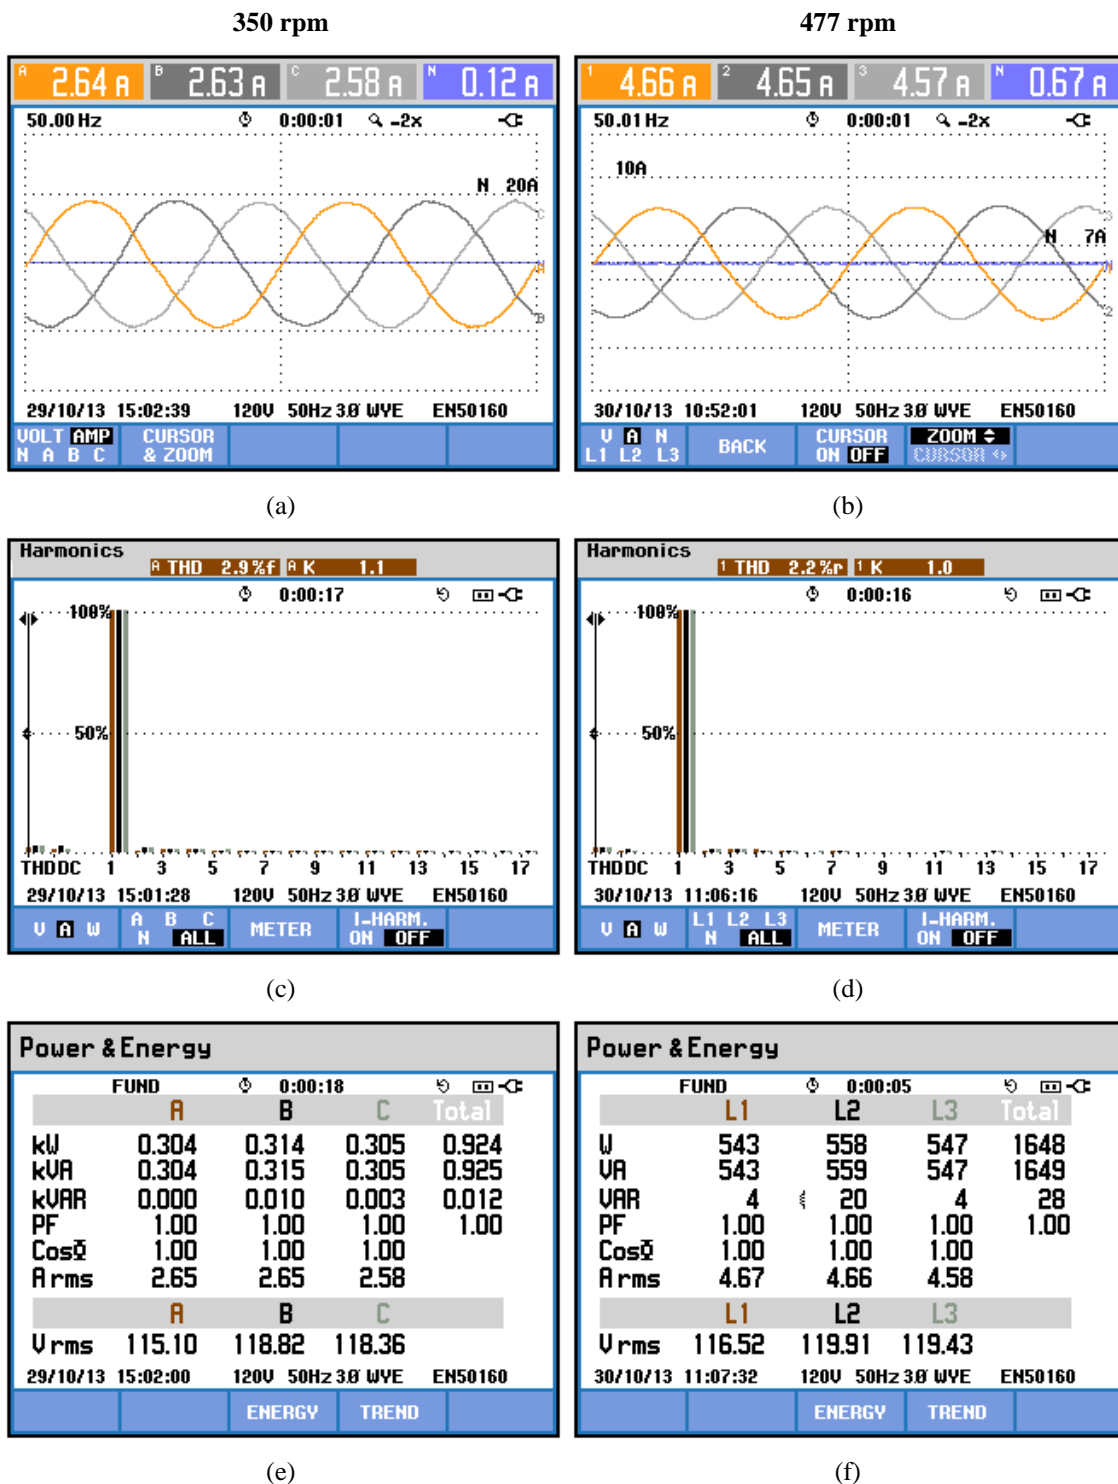 350 rpm 477 rpm
A 2.64 A B 2.63 A C 2.58 A N 0.12 A
50.00 Hz 0:00:01 -2x
N 20A
C
N
A
B
29/10/13 15:02:39 120V 50Hz 3Ø WYE EN50160
VOLT AMP CURSOR
N A B C & ZOOM
(a)
1 4.66 A 2 4.65 A 3 4.57 A N 0.67 A
50.01 Hz 0:00:01 -2x
10A
3
N 7A
N
1
2
30/10/13 10:52:01 120V 50Hz 3Ø WYE EN50160
V A N BACK CURSOR ZOOM
L1 L2 L3 ON OFF CURSOR
(b)
Harmonics
A THD 2.9%f A K 1.1
0:00:17
100%
50%
THD DC 1 3 5 7 9 11 13 15 17
29/10/13 15:01:28 120V 50Hz 3Ø WYE EN50160
V A W A B C METER I-HARM.
N ALL ON OFF
(c)
Harmonics
1 THD 2.2%r 1 K 1.0
0:00:16
100%
50%
THD DC 1 3 5 7 9 11 13 15 17
30/10/13 11:06:16 120V 50Hz 3Ø WYE EN50160
V A W L1 L2 L3 METER I-HARM.
N ALL ON OFF
(d)
Power & Energy
FUND 0:00:18
A B C Total
kW 0.304 0.314 0.305 0.924
kVA 0.304 0.315 0.305 0.925
kVAR 0.000 0.010 0.003 0.012
PF 1.00 1.00 1.00 1.00
CosΦ 1.00 1.00 1.00
A rms 2.65 2.65 2.58
A B C
V rms 115.10 118.82 118.36
29/10/13 15:02:00 120V 50Hz 3Ø WYE EN50160
ENERGY TREND
(e)
Power & Energy
FUND 0:00:05
L1 L2 L3 Total
W 543 558 547 1648
VA 543 559 547 1649
VAR 4 20 4 28
PF 1.00 1.00 1.00 1.00
CosΦ 1.00 1.00 1.00
A rms 4.67 4.66 4.58
L1 L2 L3
V rms 116.52 119.91 119.43
30/10/13 11:07:32 120V 50Hz 3Ø WYE EN50160
ENERGY TREND
(f)